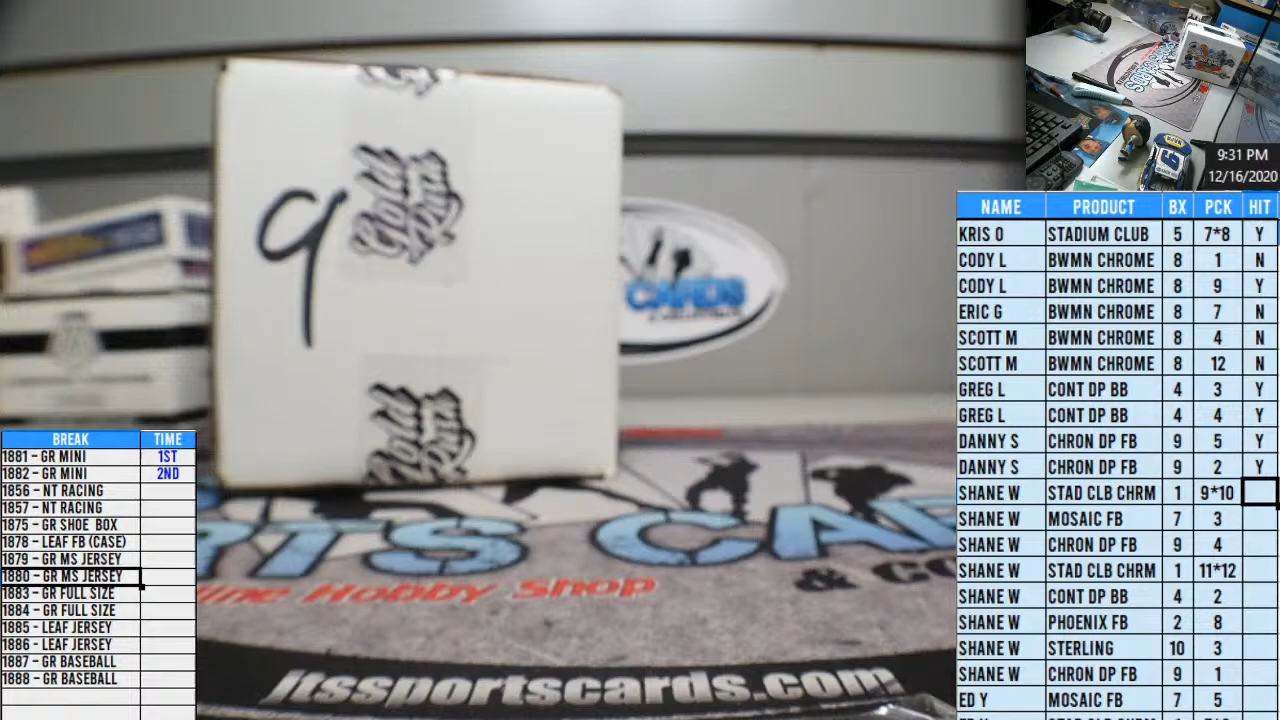 9
Gold
Rush
Gold
Rush
CARDS
SPORTS CARDS
& CO
Online Hobby Shop
jtssportscards.com
9:31 PM
12/16/2020
NAME PRODUCT BX PCK HIT
KRIS O STADIUM CLUB 5 7*8 Y
CODY L BWMN CHROME 8 1 N
CODY L BWMN CHROME 8 9 Y
ERIC G BWMN CHROME 8 7 N
SCOTT M BWMN CHROME 8 4 N
SCOTT M BWMN CHROME 8 12 N
GREG L CONT DP BB 4 3 Y
GREG L CONT DP BB 4 4 Y
DANNY S CHRON DP FB 9 5 Y
DANNY S CHRON DP FB 9 2 Y
SHANE W STAD CLB CHRM 1 9*10
SHANE W MOSAIC FB 7 3
SHANE W CHRON DP FB 9 4
SHANE W STAD CLB CHRM 1 11*12
SHANE W CONT DP BB 4 2
SHANE W PHOENIX FB 2 8
SHANE W STERLING 10 3
SHANE W CHRON DP FB 9 1
ED Y MOSAIC FB 7 5
BREAK TIME
1881 – GR MINI 1ST
1882 – GR MINI 2ND
1856 – NT RACING
1857 – NT RACING
1875 – GR SHOE BOX
1878 – LEAF FB (CASE)
1879 – GR MS JERSEY
1880 – GR MS JERSEY
1883 – GR FULL SIZE
1884 – GR FULL SIZE
1885 – LEAF JERSEY
1886 – LEAF JERSEY
1887 – GR BASEBALL
1888 – GR BASEBALL